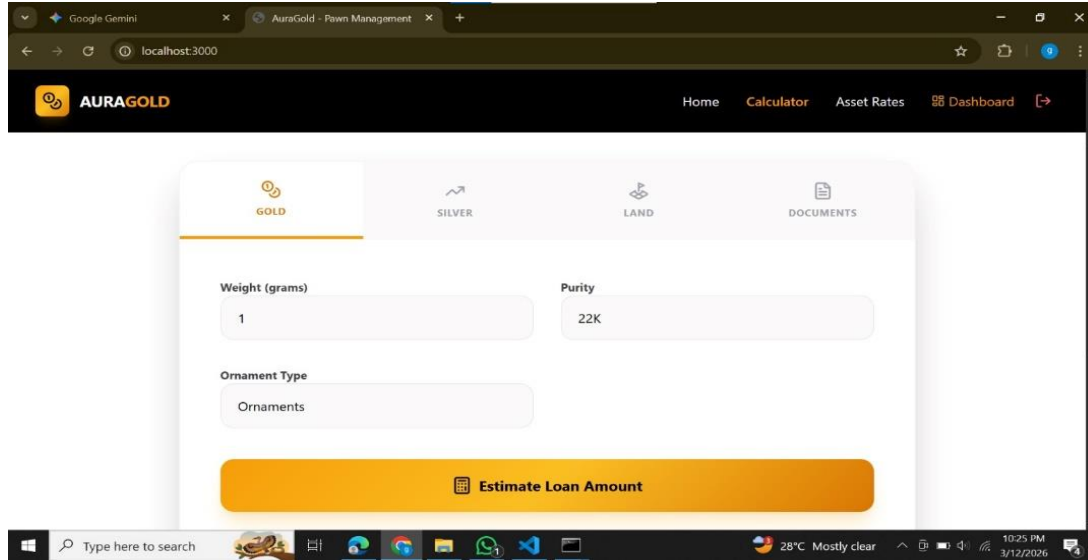 Google Gemini
AuraGold - Pawn Management
localhost:3000
g
AURAGOLD
Home Calculator Asset Rates Dashboard
GOLD SILVER LAND DOCUMENTS
Weight (grams) Purity
1 22K
Ornament Type
Ornaments
Estimate Loan Amount
Type here to search
28°C Mostly clear
10:25 PM
3/12/2026